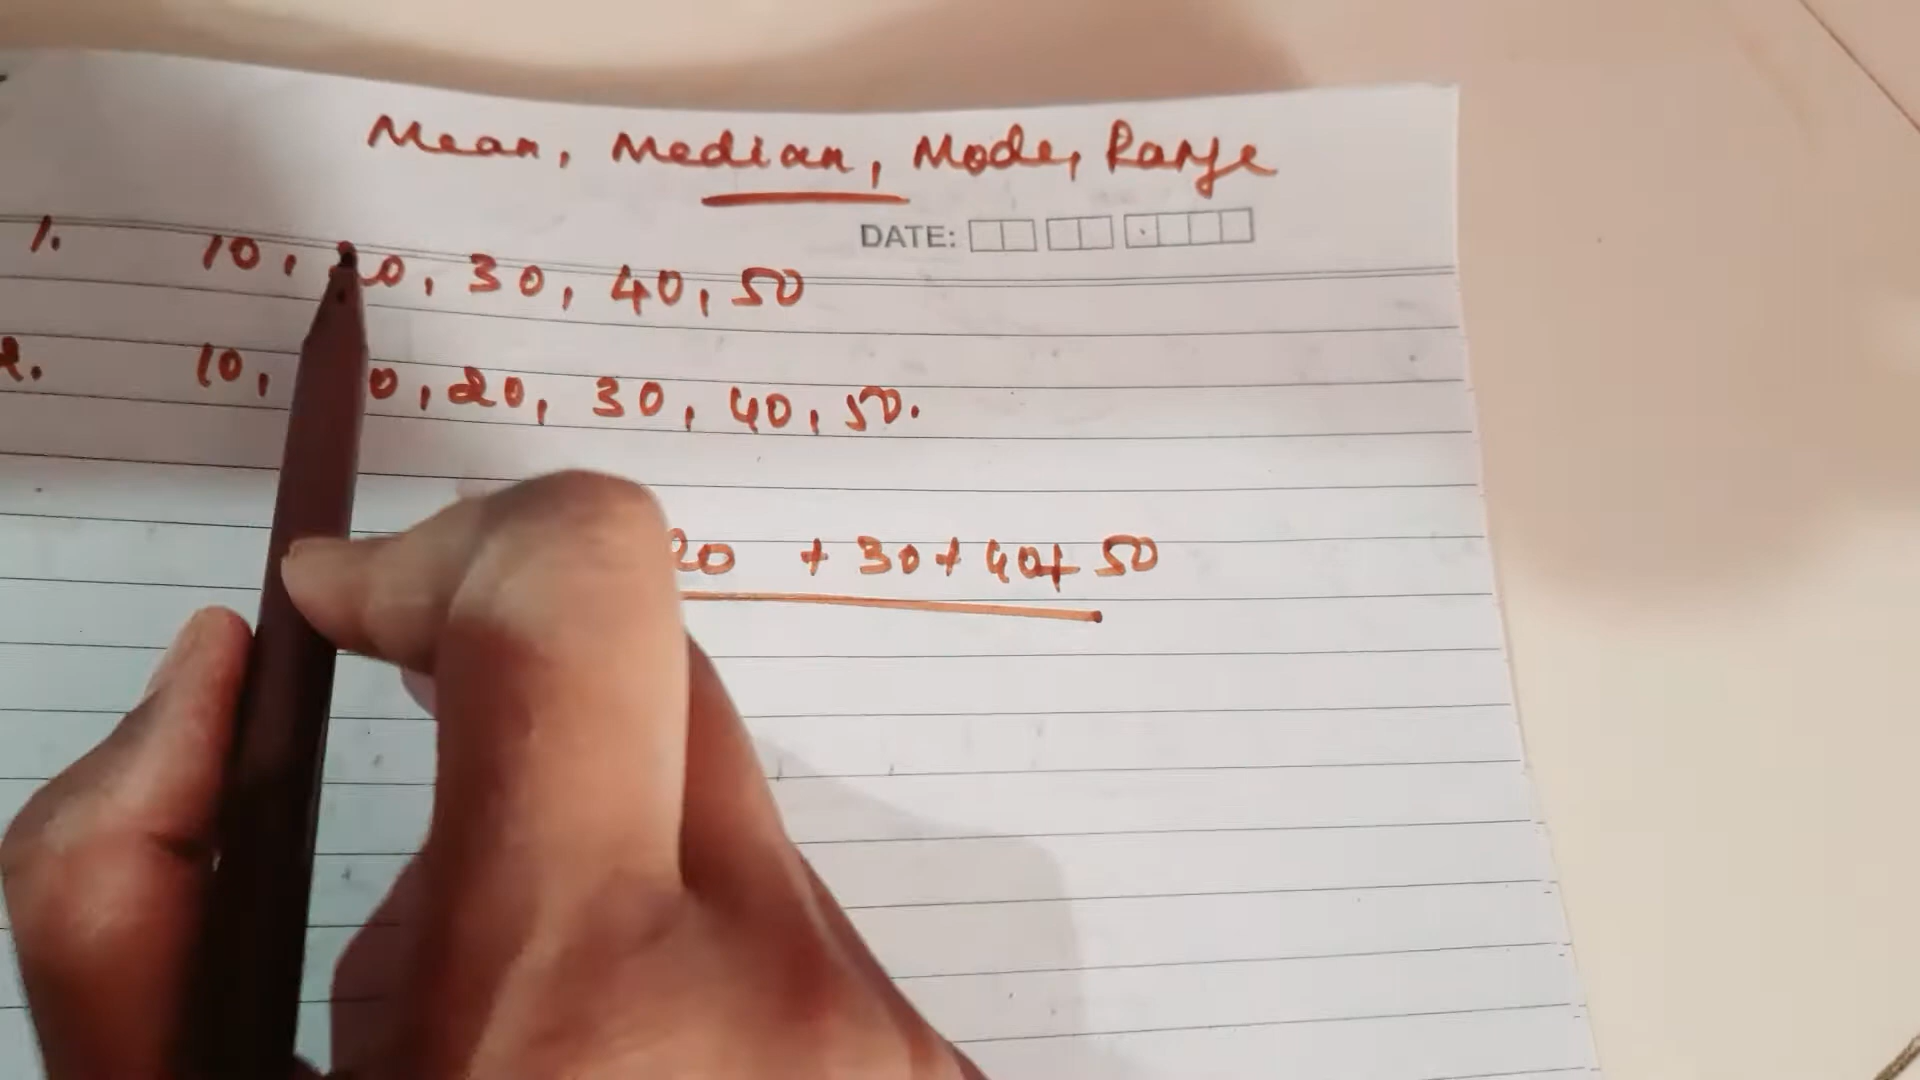 Mean, Median, Mode, Range
DATE:
1. 10, 20, 30, 40, 50
2. 10, 20, 30, 40, 50.
20 + 30 + 40 + 50